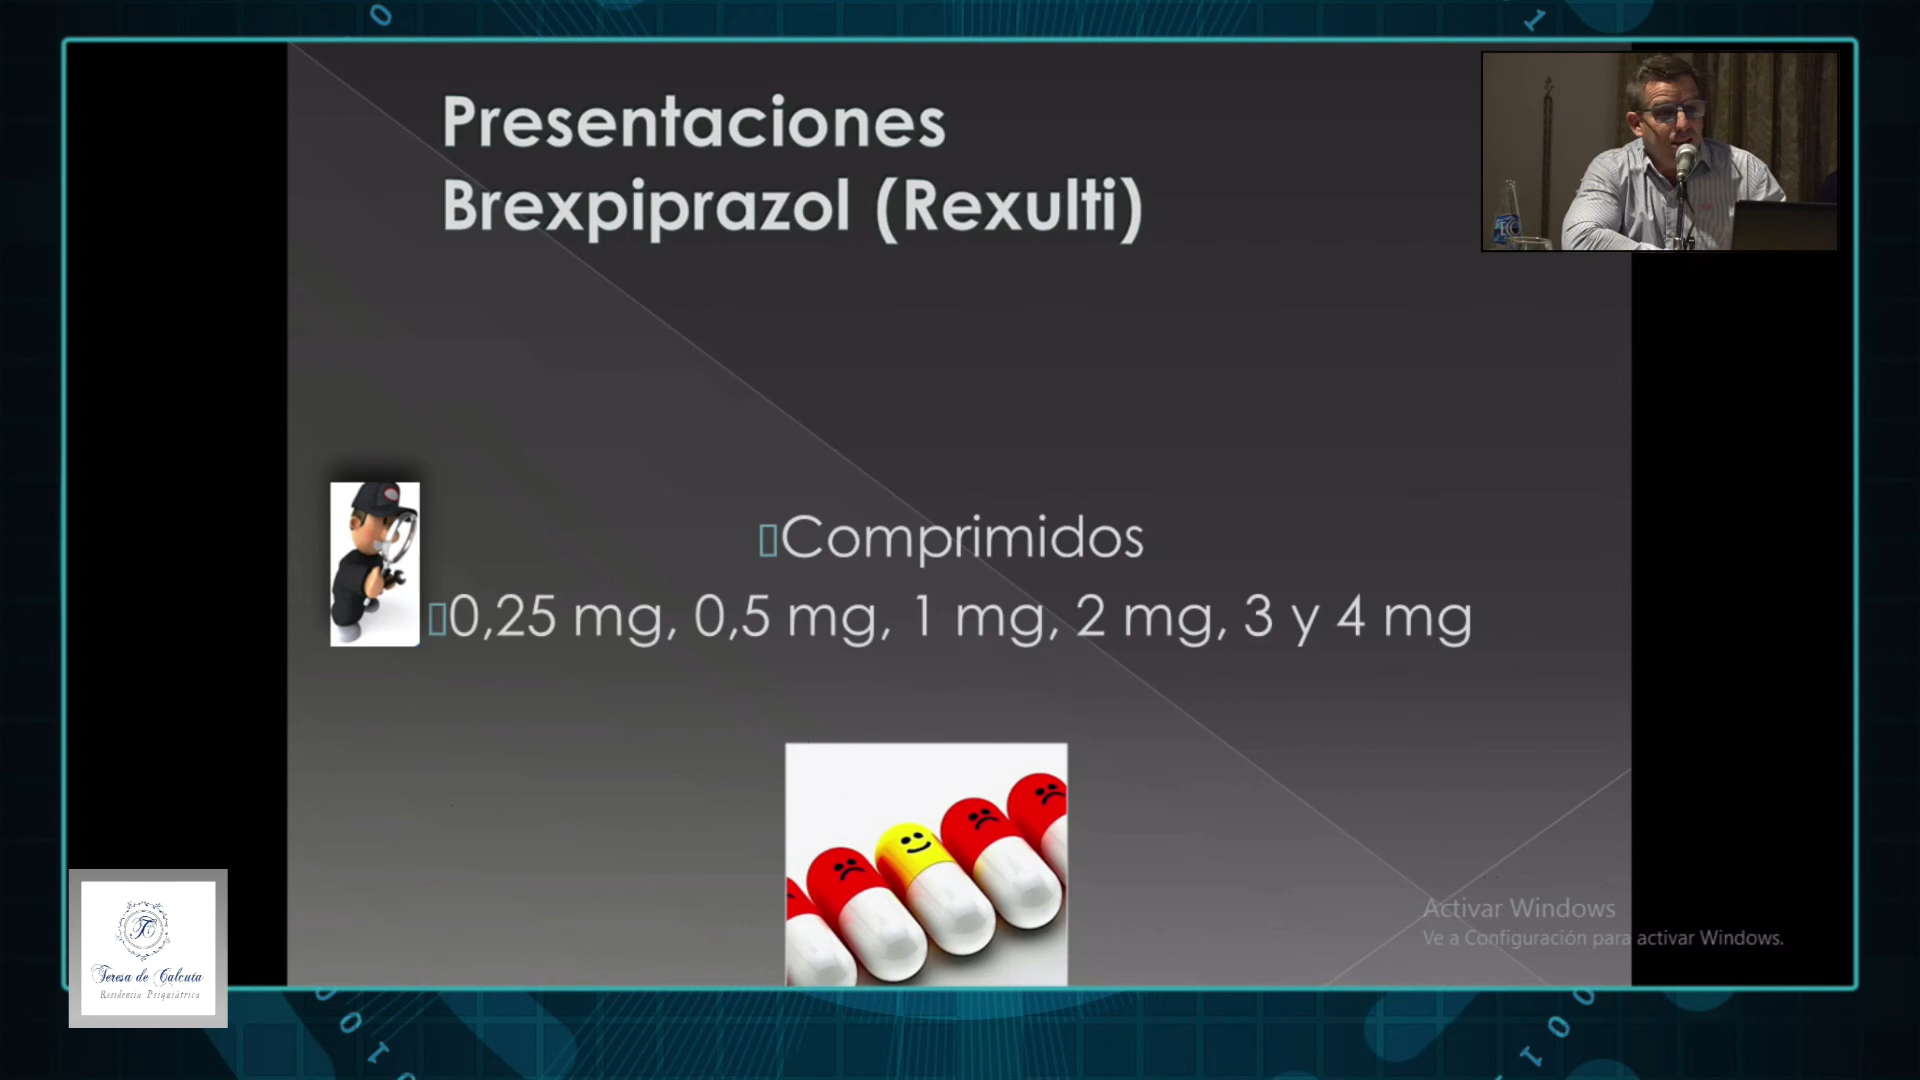 Presentaciones
Brexpiprazol (Rexulti)
Comprimidos
0,25 mg, 0,5 mg, 1 mg, 2 mg, 3 y 4 mg
Activar Windows
Ve a Configuración para activar Windows.
Teresa de Calcuta
Residencia Psiquiátrica